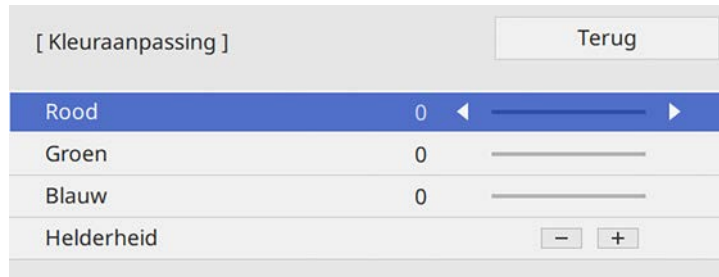 [ Kleuraanpassing ] Terug
Rood 0
Groen 0
Blauw 0
Helderheid − +